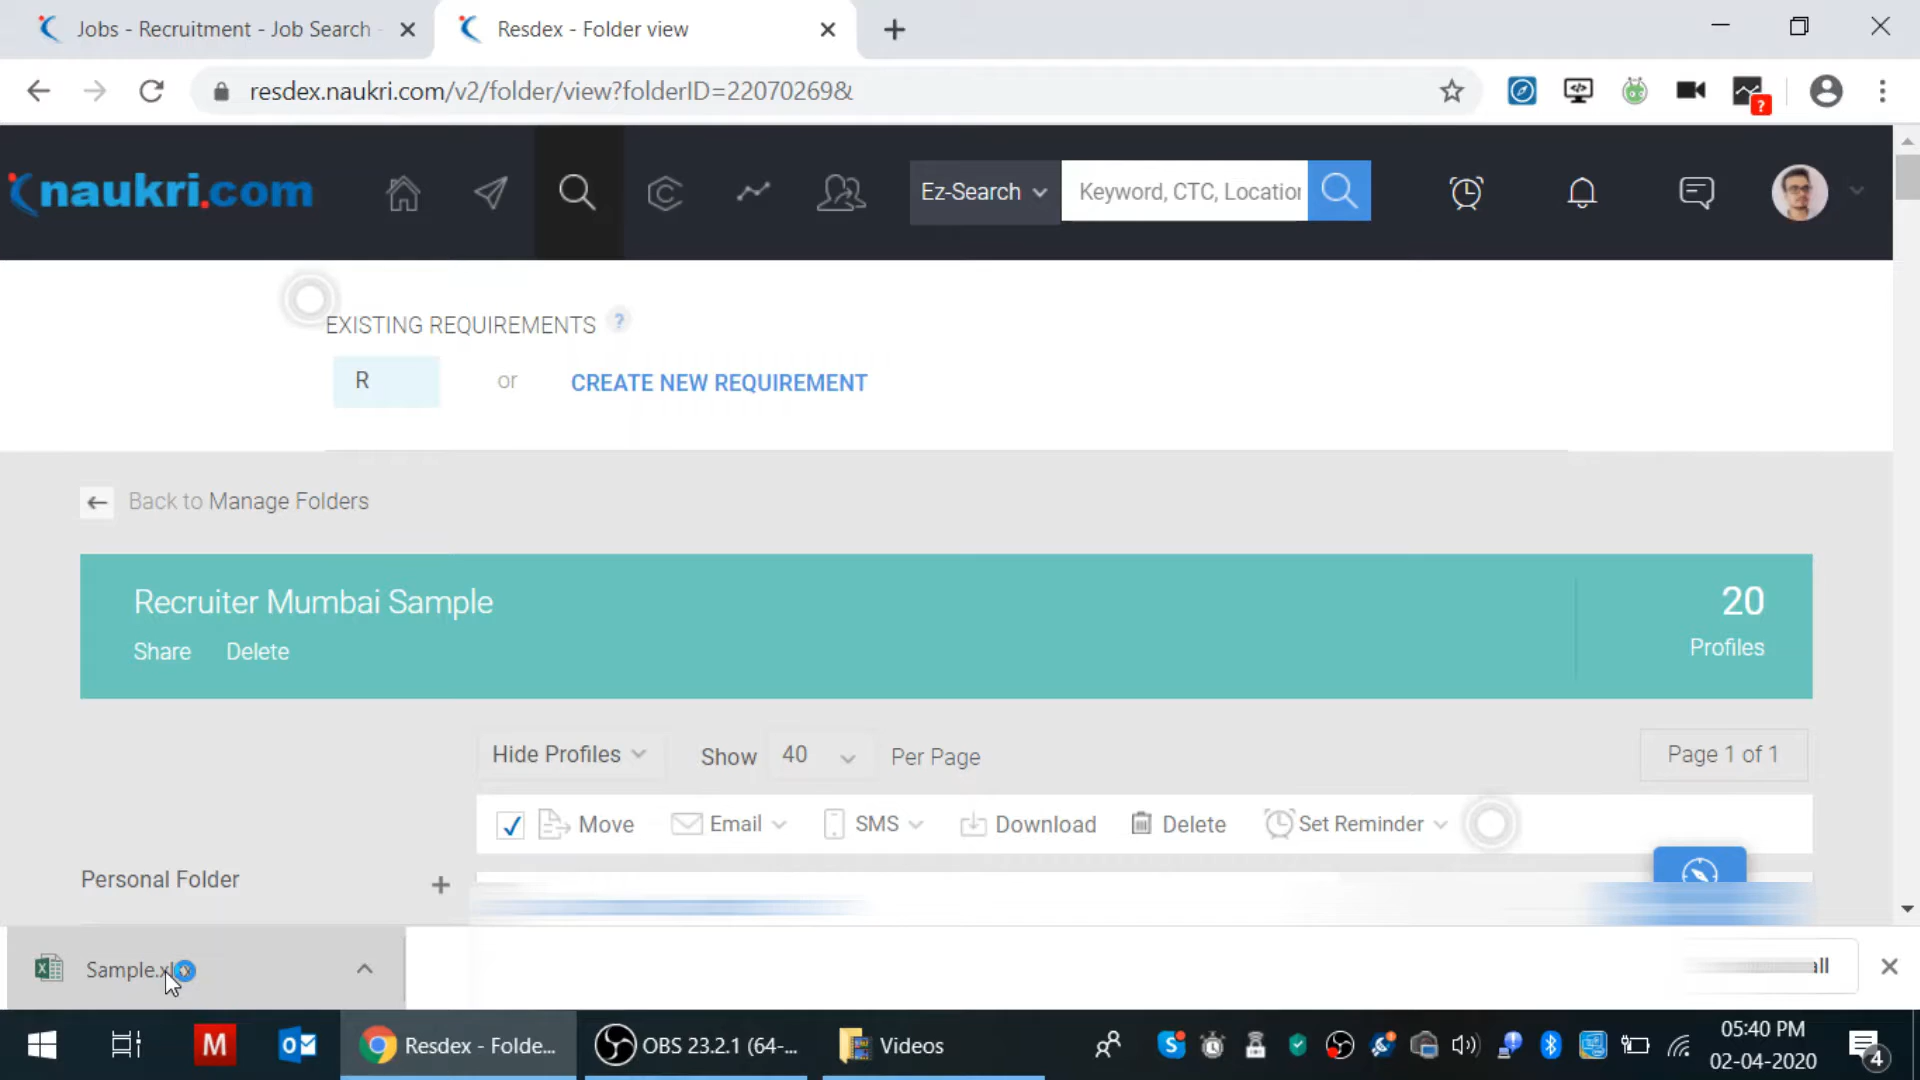 Jobs - Recruitment - Job Search -
Resdex - Folder view
resdex.naukri.com/v2/folder/view?folderID=22070269&
?
naukri.com
Ez-Search
Keyword, CTC, Location
EXISTING REQUIREMENTS ?
R or CREATE NEW REQUIREMENT
Back to Manage Folders
Recruiter Mumbai Sample
Share Delete
20
Profiles
Hide Profiles Show 40 Per Page
Page 1 of 1
Move Email SMS Download Delete Set Reminder
Personal Folder +
Resdex - Folde...
OBS 23.2.1 (64-...
Videos
05:40 PM
02-04-2020
4